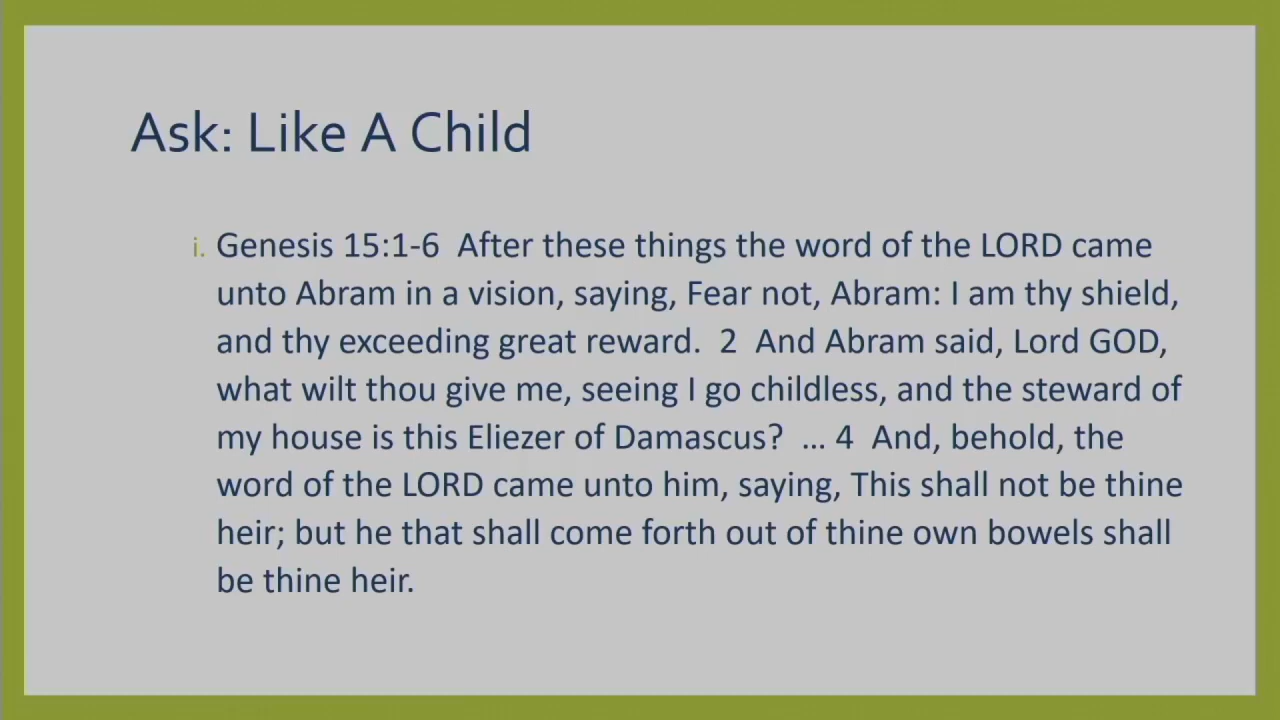 Ask: Like A Child
i. Genesis 15:1-6  After these things the word of the LORD came
unto Abram in a vision, saying, Fear not, Abram: I am thy shield,
and thy exceeding great reward.  2  And Abram said, Lord GOD,
what wilt thou give me, seeing I go childless, and the steward of
my house is this Eliezer of Damascus?  … 4  And, behold, the
word of the LORD came unto him, saying, This shall not be thine
heir; but he that shall come forth out of thine own bowels shall
be thine heir.